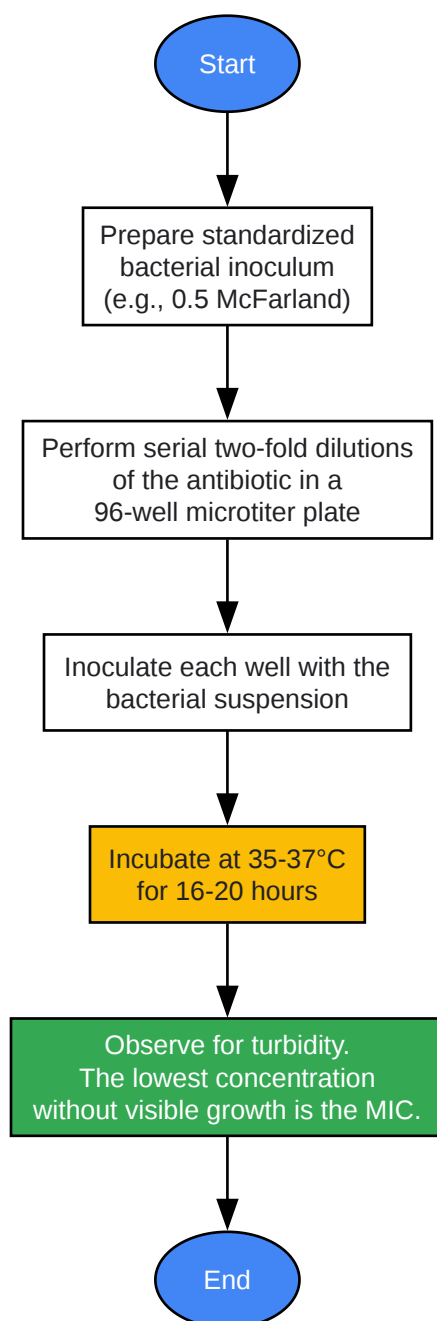 Start
Prepare standardized
bacterial inoculum
(e.g., 0.5 McFarland)
Perform serial two-fold dilutions
of the antibiotic in a
96-well microtiter plate
Inoculate each well with the
bacterial suspension
Incubate at 35-37°C
for 16-20 hours
Observe for turbidity.
The lowest concentration
without visible growth is the MIC.
End